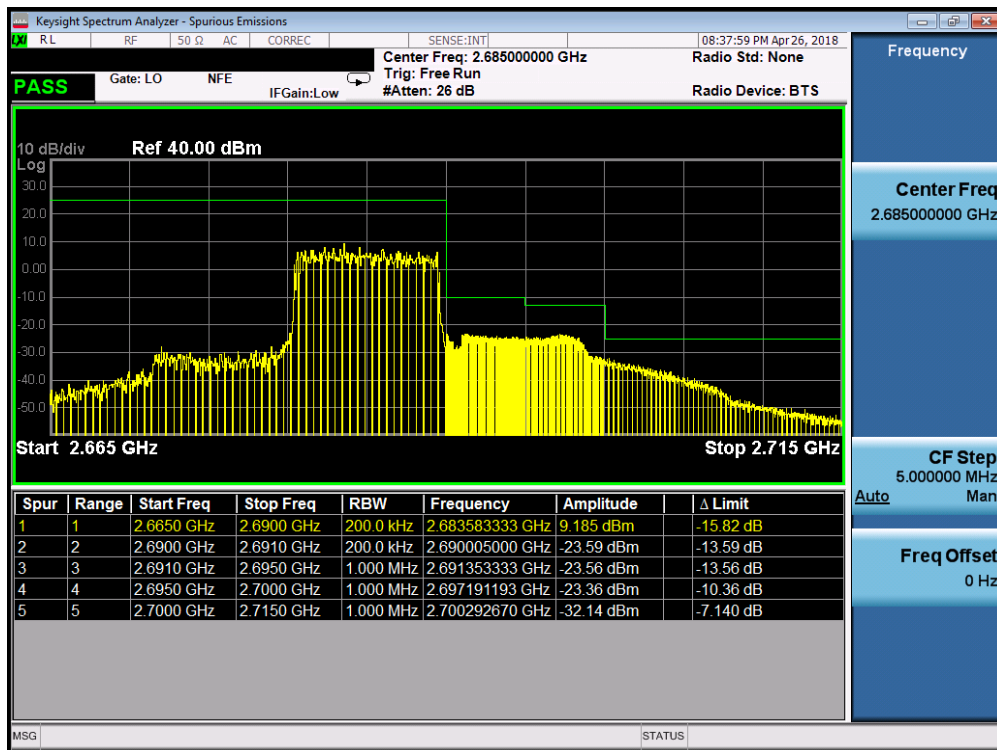 Keysight Spectrum Analyzer - Spurious Emissions
LXI RL RF 50 Ω AC CORREC SENSE:INT 08:37:59 PM Apr 26, 2018
Center Freq: 2.685000000 GHz Radio Std: None
PASS Gate: LO NFE Trig: Free Run
IFGain:Low #Atten: 26 dB Radio Device: BTS
10 dB/div Ref 40.00 dBm
Log
30.0
20.0
10.0
0.00
-10.0
-20.0
-30.0
-40.0
-50.0
Start 2.665 GHz Stop 2.715 GHz
Spur Range Start Freq Stop Freq RBW Frequency Amplitude Δ Limit
1 1 2.6650 GHz 2.6900 GHz 200.0 kHz 2.683583333 GHz 9.185 dBm -15.82 dB
2 2 2.6900 GHz 2.6910 GHz 200.0 kHz 2.690005000 GHz -23.59 dBm -13.59 dB
3 3 2.6910 GHz 2.6950 GHz 1.000 MHz 2.691353333 GHz -23.56 dBm -13.56 dB
4 4 2.6950 GHz 2.7000 GHz 1.000 MHz 2.697191193 GHz -23.36 dBm -10.36 dB
5 5 2.7000 GHz 2.7150 GHz 1.000 MHz 2.700292670 GHz -32.14 dBm -7.140 dB
MSG STATUS
Frequency
Center Freq
2.685000000 GHz
CF Step
5.000000 MHz
Auto Man
Freq Offset
0 Hz